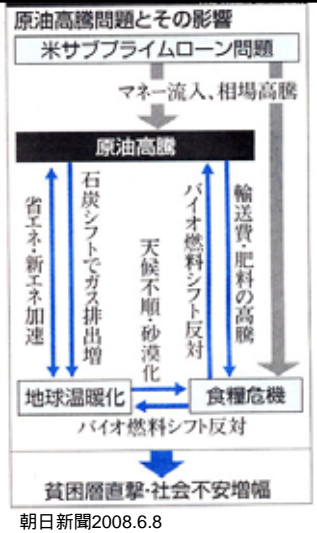 原油高騰問題とその影響
米サブプライムローン問題
マネー流入、相場高騰
原油高騰
省エネ・新エネ加速
石炭シフトでガス排出増
天候不順・砂漠化
バイオ燃料シフト反対
輸送費・肥料の高騰
地球温暖化
食糧危機
バイオ燃料シフト反対
貧困層直撃・社会不安増幅
朝日新聞2008.6.8